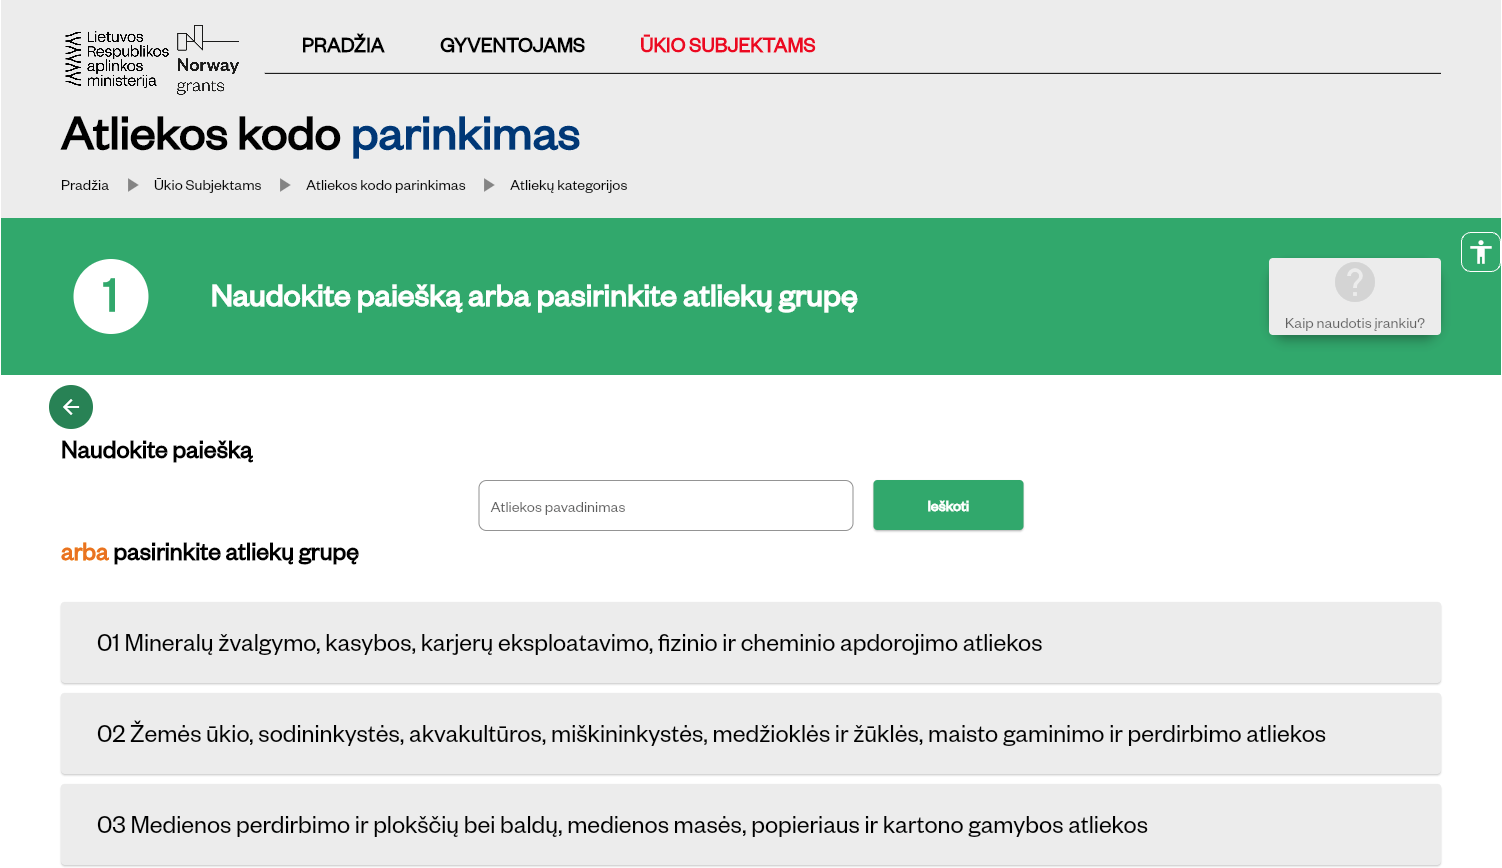 Lietuvos
Respublikos
aplinkos
ministerija
Norway
grants
PRADŽIA
GYVENTOJAMS
ŪKIO SUBJEKTAMS
Atliekos kodo parinkimas
Pradžia
Ūkio Subjektams
Atliekos kodo parinkimas
Atliekų kategorijos
1
Naudokite paiešką arba pasirinkite atliekų grupę
?
Kaip naudotis įrankiu?
Naudokite paiešką
Atliekos pavadinimas
Ieškoti
arba pasirinkite atliekų grupę
01 Mineralų žvalgymo, kasybos, karjerų eksploatavimo, fizinio ir cheminio apdorojimo atliekos
02 Žemės ūkio, sodininkystės, akvakultūros, miškininkystės, medžioklės ir žūklės, maisto gaminimo ir perdirbimo atliekos
03 Medienos perdirbimo ir plokščių bei baldų, medienos masės, popieriaus ir kartono gamybos atliekos